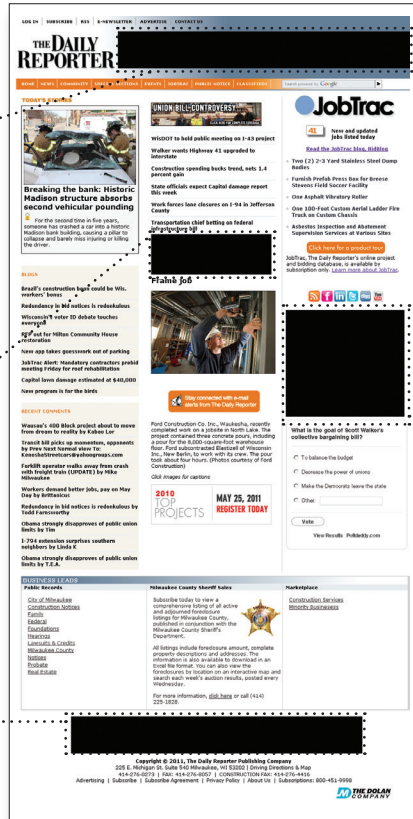 LOG IN SUBSCRIBE RSS E-NEWSLETTER ADVERTISE CONTACT US
THE DAILY
REPORTER
HOME NEWS COMMUNITY SPECIAL SECTIONS EVENTS JOBTRAC PUBLIC NOTICE CLASSIFIEDS
Google
TODAY'S STORIES
Breaking the bank: Historic
Madison structure absorbs
second vehicular pounding
For the second time in five years,
someone has crashed a car into a historic
Madison bank building, causing a pillar to
collapse and barely miss injuring or killing
the driver.
BLOGS
Brazil's construction boom could be Wis.
workers' bonus
Redundancy in bid notices is redonkulous
Wisconsin's voter ID debate touches
everyone
RFP out for Milton Community House
restoration
New app takes guesswork out of parking
JobTrac Alert: Mandatory contractors prebid
meeting Friday for roof rehabilitation
Capitol lawn damage estimated at $40,000
New program is for the birds
RECENT COMMENTS
Wausau's 400 Block project about to move
from dream to reality by Kaboo Lor
Transit bill picks up momentum, opponents
by Prev Next Normal view To:
KenoshaStreetcars@yahoogroups.com
Forklift operator walks away from crash
with freight train (UPDATE) by Mike
Milwaukee
Workers demand better jobs, pay on May
Day by Brittanicus
Redundancy in bid notices is redonkulous by
Todd Farnsworthy
Obama strongly disapproves of public union
limits by Tim
I-794 extension surprises southern
neighbors by Linda K
Obama strongly disapproves of public union
limits by T.E.A.
UNION BILL CONTROVERSY
WisDOT to hold public meeting on I-43 project
Walker wants Highway 41 upgraded to
interstate
Construction spending bucks trend, nets 1.4
percent gain
State officials expect Capitol damage report
this week
Work forces lane closures on I-94 in Jefferson
County
Transportation chief betting on federal
infrastructure bill
Frame job
Stay connected with e-mail
alerts from The Daily Reporter
Ford Construction Co. Inc., Waukesha, recently
completed work on a jobsite in North Lake. The
project contained three concrete pours, including
a pour for the 8,000-square-foot warehouse
floor. Ford subcontracted Elastizell of Wisconsin
Inc., New Berlin, to work with its crew. The pour
took about four hours. (Photos courtesy of Ford
Construction)
Click images for captions
2010
TOP
PROJECTS
MAY 25, 2011
REGISTER TODAY
JobTrac
41
New and updated
jobs listed today
Read the JobTrac blog, BidBlog
Two (2) 2-3 Yard Stainless Steel Dump
Bodies
Furnish Prefab Press Box for Breese
Stevens Field Soccer Facility
One Asphalt Vibratory Roller
One 100-Foot Custom Aerial Ladder Fire
Truck on Custom Chassis
Asbestos Inspection and Abatement
Supervision Services at Various Sites
Click here for a product tour
JobTrac, The Daily Reporter's online project
and bidding database, is available by
subscription only. Learn more about JobTrac.
What is the goal of Scott Walker's
collective bargaining bill?
To balance the budget
Decrease the power of unions
Make the Democrats leave the state
Other:
Vote
View Results Polldaddy.com
BUSINESS LEADS
Public Records
City of Milwaukee
Construction Notices
Family
Federal
Foundations
Hearings
Lawsuits & Credits
Milwaukee County
Notices
Probate
Real Estate
Milwaukee County Sheriff Sales
Subscribe today to view a
comprehensive listing of all active
and adjourned foreclosure
listings for Milwaukee County,
published in conjunction with the
Milwaukee County Sheriff's
Department.
All listings include foreclosure amount, complete
property descriptions and addresses. The
information is also available to download in an
Excel file format. You can also view the
foreclosures by location on an interactive map and
search each week's auction results, posted every
Wednesday.
For more information, click here or call (414)
225-1828.
Marketplace
Construction Services
Minority Businesses
Copyright © 2011, The Daily Reporter Publishing Company
225 E. Michigan St. Suite 540 Milwaukee, WI 53202 | Driving Directions & Map
414-276-0273 | FAX: 414-276-8057 | CONSTRUCTION FAX: 414-276-4416
Advertising | Subscribe | Subscribe Agreement | Privacy Policy | About Us | Subscriptions: 800-451-9998
THE DOLAN
COMPANY